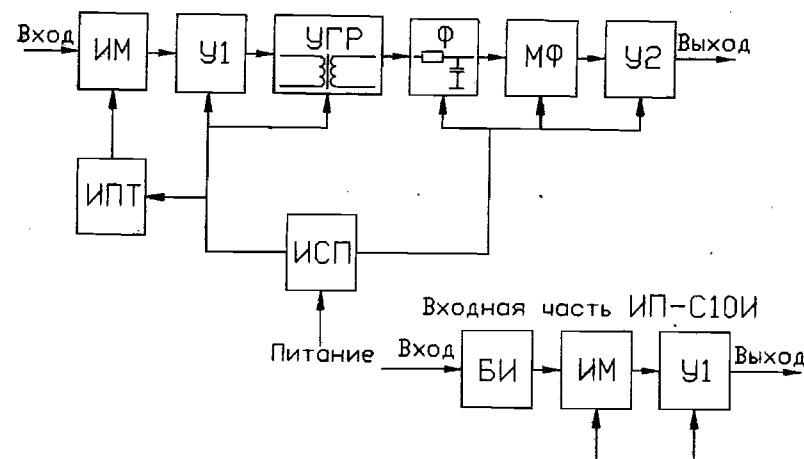 Вход
ИМ
У1
УГР
Ф
МФ
У2
Выход
ИПТ
ИСП
Питание
Входная часть ИП-С10И
Вход
БИ
ИМ
У1
Выход